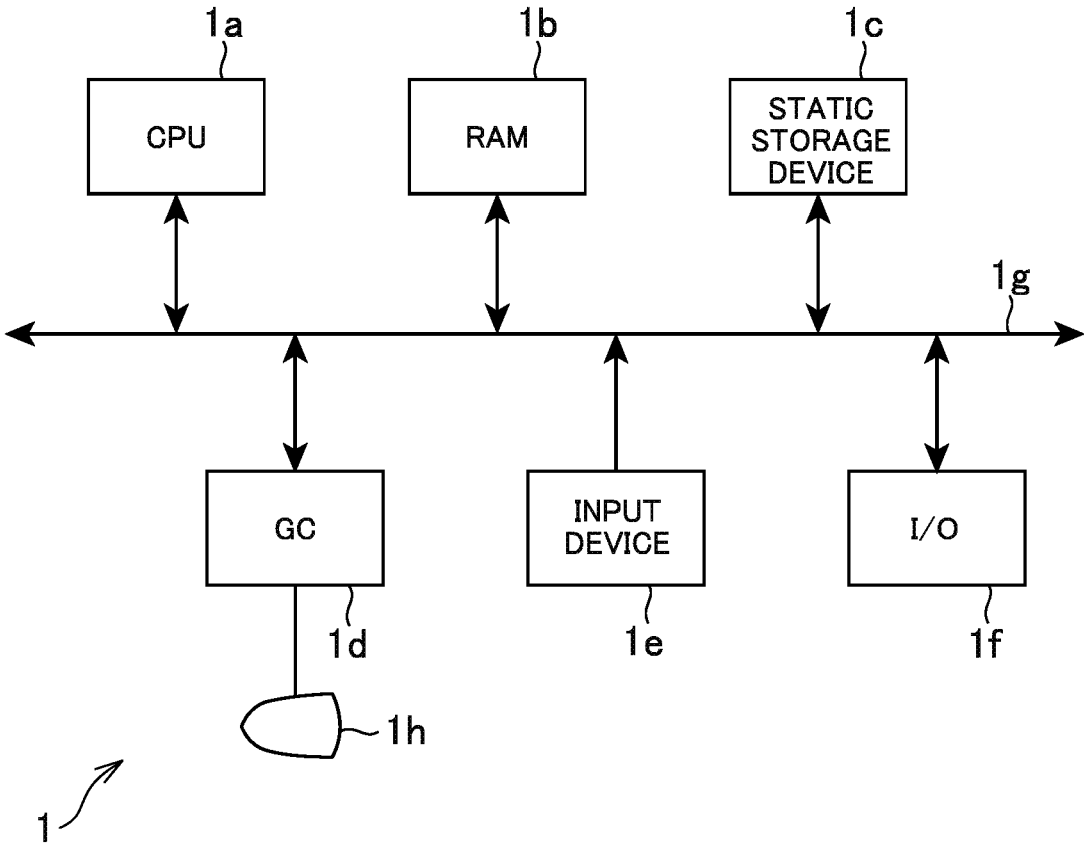 1a
1b
1c
CPU
RAM
STATIC
STORAGE
DEVICE
1g
GC
INPUT
DEVICE
I/O
1d
1e
1f
1h
1